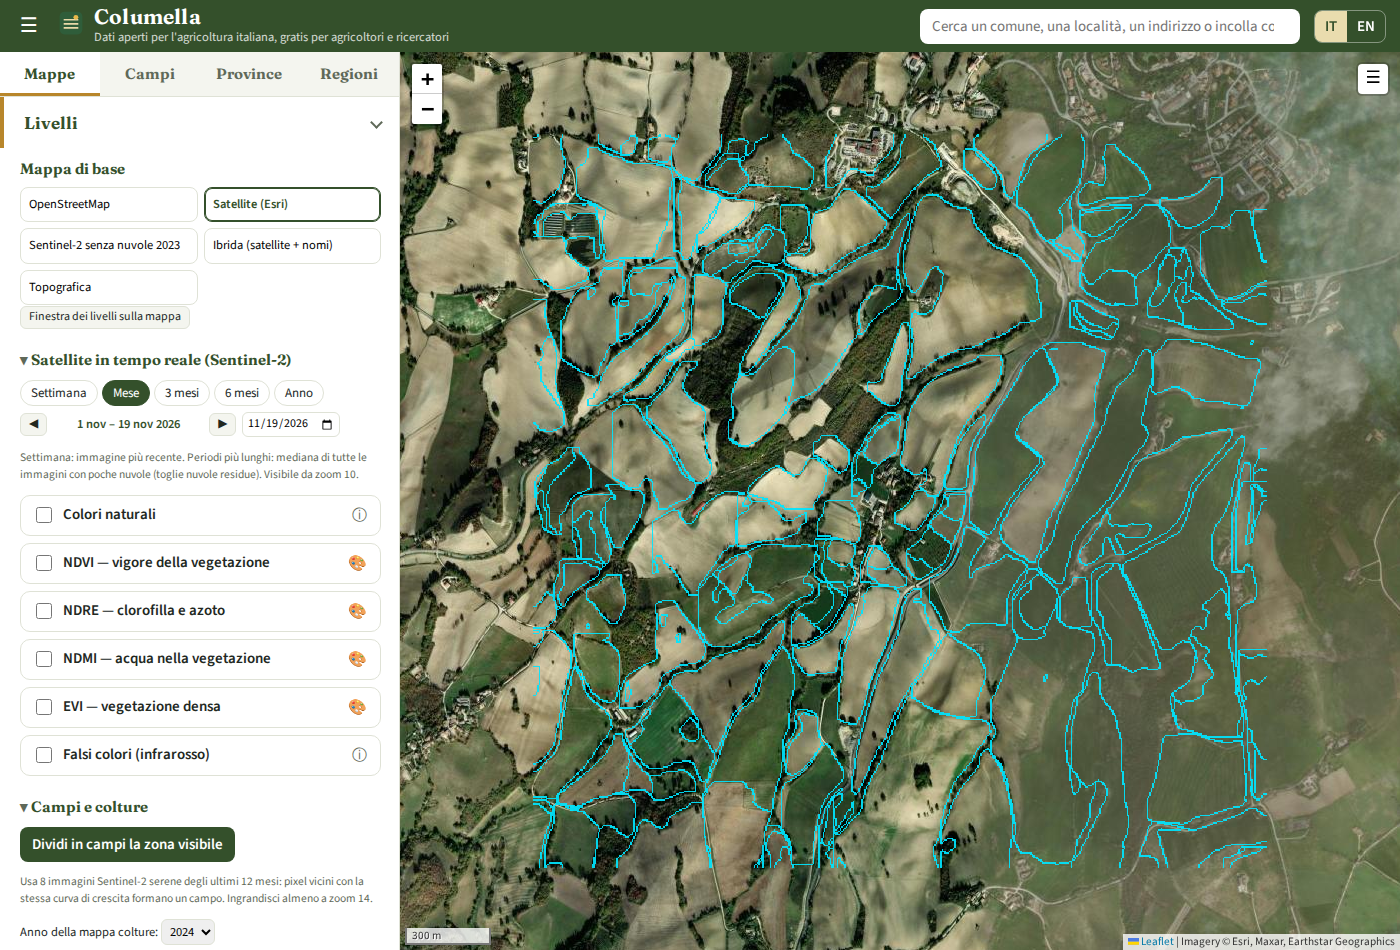 Columella
Dati aperti per l'agricoltura italiana, gratis per agricoltori e ricercatori
Cerca un comune, una località, un indirizzo o incolla cc
IT EN
Mappe Campi Province Regioni
Livelli
Mappa di base
OpenStreetMap Satellite (Esri)
Sentinel-2 senza nuvole 2023 Ibrida (satellite + nomi)
Topografica
Finestra dei livelli sulla mappa
▾ Satellite in tempo reale (Sentinel-2)
Settimana Mese 3 mesi 6 mesi Anno
◀ 1 nov – 19 nov 2026 ▶ 11/19/2026
Settimana: immagine più recente. Periodi più lunghi: mediana di tutte le
immagini con poche nuvole (toglie nuvole residue). Visibile da zoom 10.
Colori naturali
NDVI — vigore della vegetazione
NDRE — clorofilla e azoto
NDMI — acqua nella vegetazione
EVI — vegetazione densa
Falsi colori (infrarosso)
▾ Campi e colture
Dividi in campi la zona visibile
Usa 8 immagini Sentinel-2 serene degli ultimi 12 mesi: pixel vicini con la
stessa curva di crescita formano un campo. Ingrandisci almeno a zoom 14.
Anno della mappa colture: 2024
+
−
300 m
Leaflet | Imagery © Esri, Maxar, Earthstar Geographics